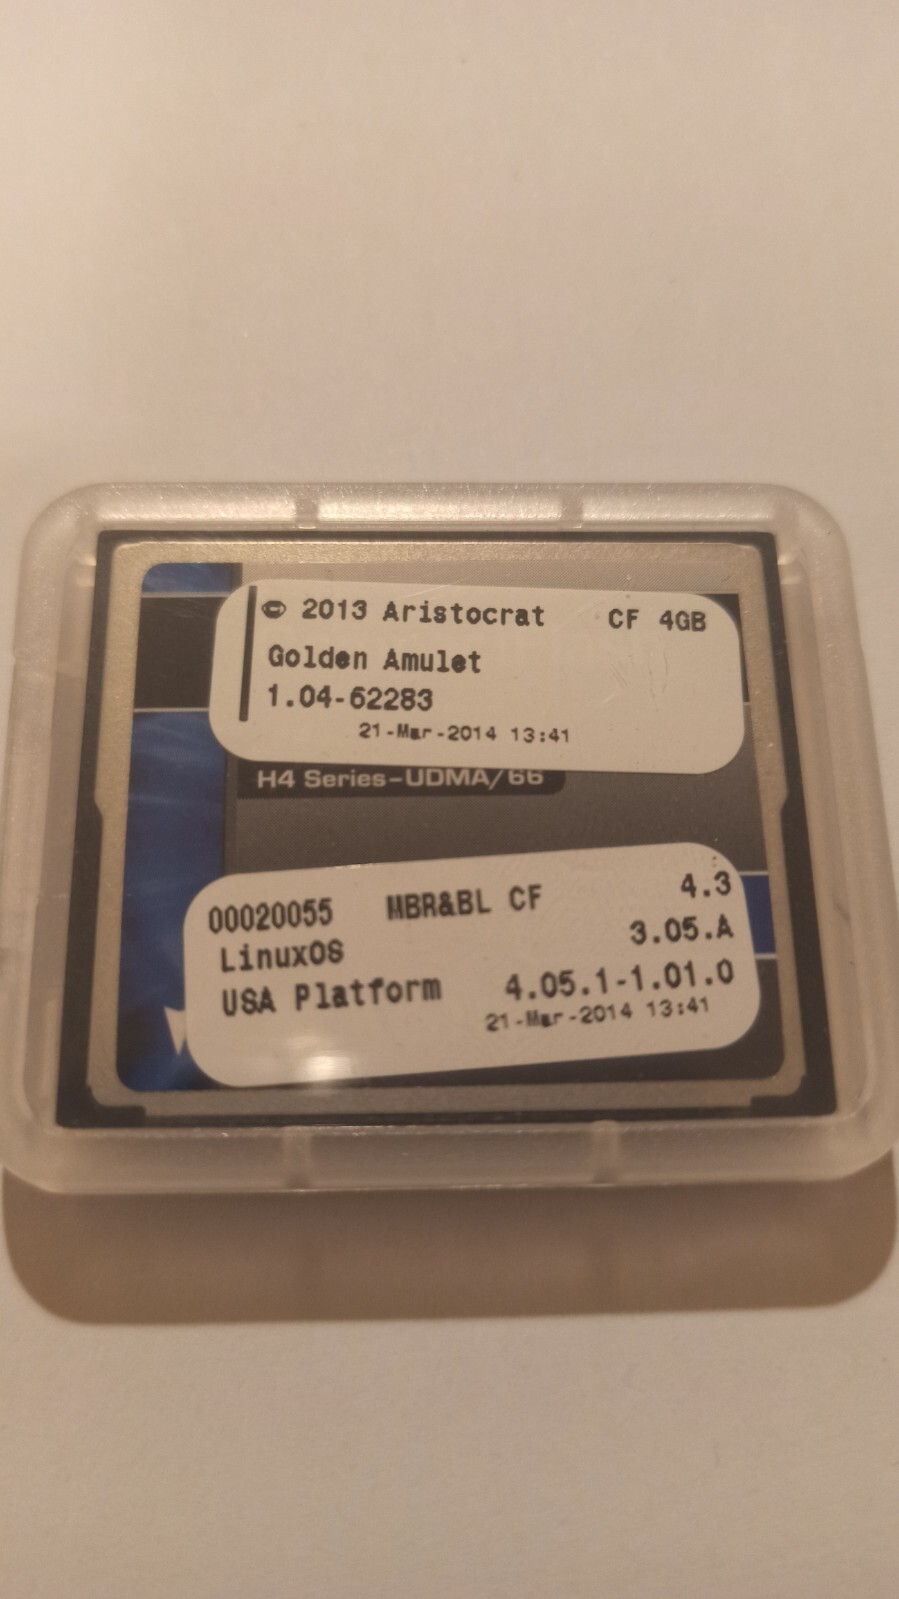 © 2013 Aristocrat CF 4GB
Golden Amulet
1.04-62283
21-Mar-2014 13:41
H4 Series-UDMA/66
00020055 MBR&BL CF 4.3
LinuxOS 3.05.A
USA Platform 4.05.1-1.01.0
21-Mar-2014 13:41